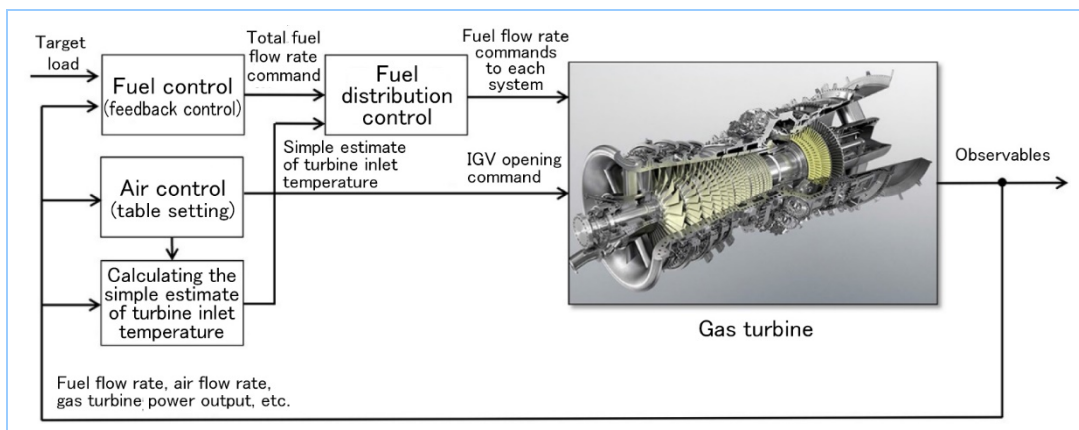 Target
load
Fuel control
(feedback control)
Total fuel
flow rate
command
Fuel
distribution
control
Fuel flow rate
commands
to each
system
Simple estimate
of turbine inlet
temperature
Air control
(table setting)
IGV opening
command
Calculating the
simple estimate
of turbine inlet
temperature
Gas turbine
Observables
Fuel flow rate, air flow rate,
gas turbine power output, etc.